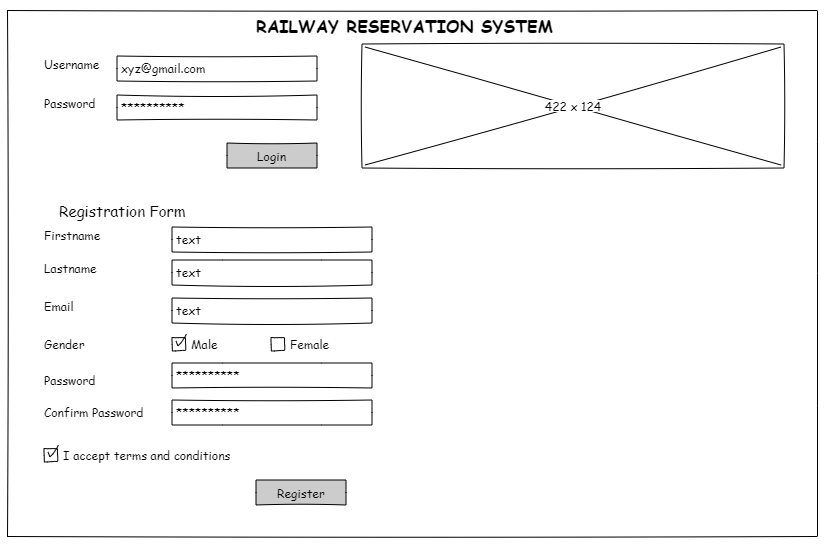 RAILWAY RESERVATION SYSTEM
Username xyz@gmail.com
Password **********
422 x 124
Login
Registration Form
Firstname text
Lastname text
Email text
Gender Male Female
Password **********
Confirm Password **********
I accept terms and conditions
Register